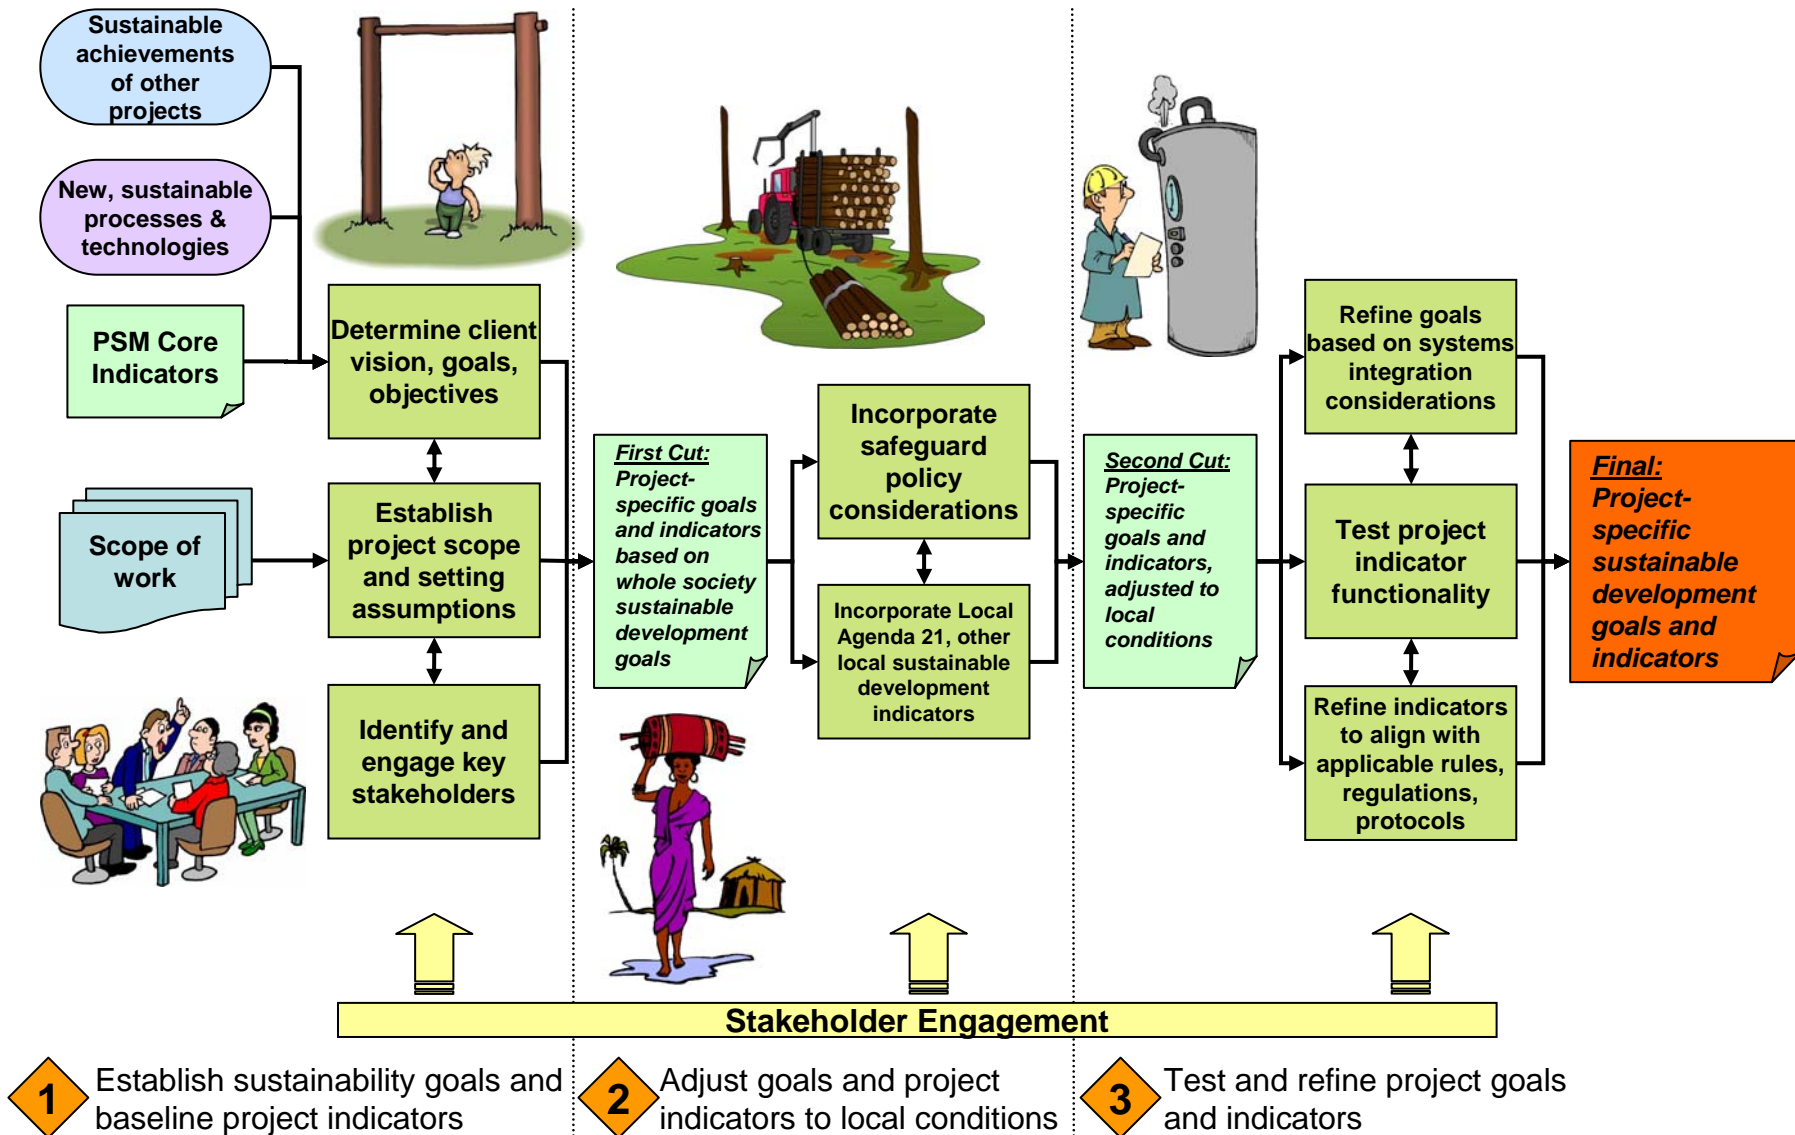 Sustainable
achievements
of other
projects
New, sustainable
processes &
technologies
PSM Core
Indicators
Scope of
work
Determine client
vision, goals,
objectives
Establish
project scope
and setting
assumptions
Identify and
engage key
stakeholders
First Cut:
Project-
specific goals
and indicators
based on
whole society
sustainable
development
goals
Incorporate
safeguard
policy
considerations
Incorporate Local
Agenda 21, other
local sustainable
development
indicators
Second Cut:
Project-
specific
goals and
indicators,
adjusted to
local
conditions
Refine goals
based on systems
integration
considerations
Test project
indicator
functionality
Refine indicators
to align with
applicable rules,
regulations,
protocols
Final:
Project-
specific
sustainable
development
goals and
indicators
Stakeholder Engagement
1
Establish sustainability goals and
baseline project indicators
2
Adjust goals and project
indicators to local conditions
3
Test and refine project goals
and indicators